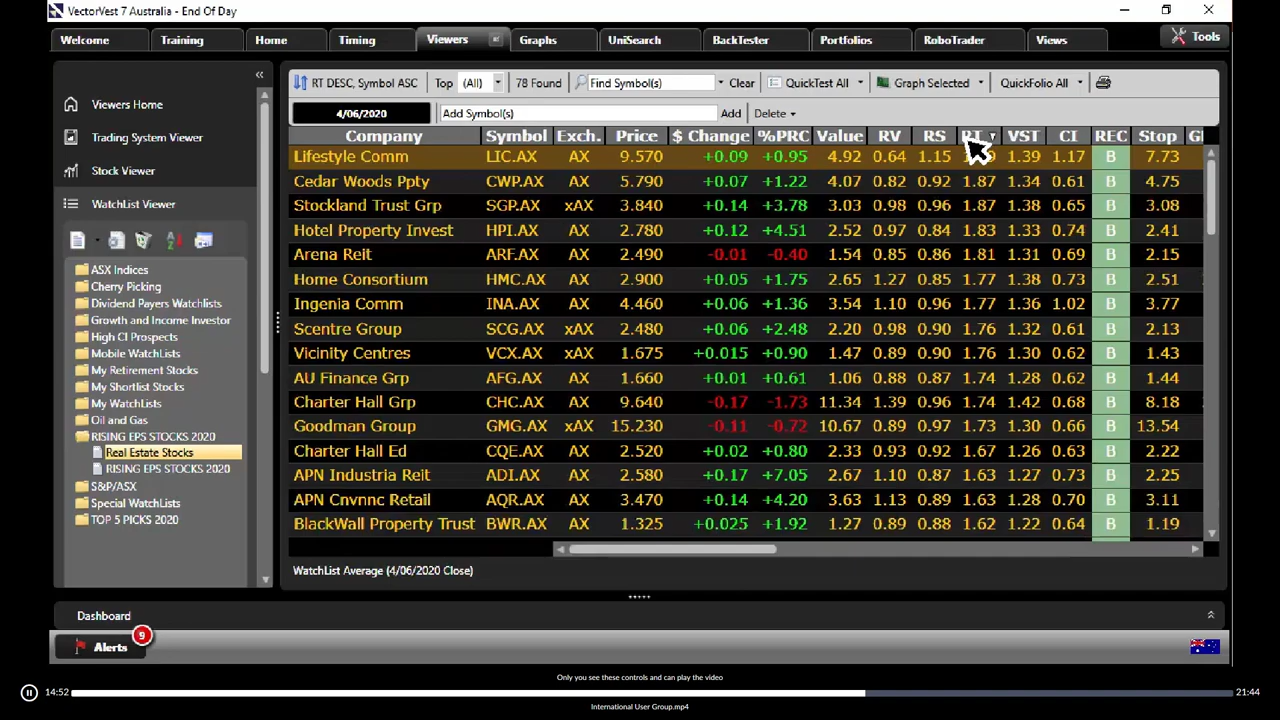 VectorVest 7 Australia - End Of Day
Welcome Training Home Timing Viewers Graphs UniSearch BackTester Portfolios RoboTrader Views Tools
«
RT DESC, Symbol ASC Top (All) 78 Found Find Symbol(s) Clear QuickTest All Graph Selected QuickFolio All
4/06/2020 Add Symbol(s) Add Delete
Viewers Home
Trading System Viewer
Stock Viewer
WatchList Viewer
ASX Indices
Cherry Picking
Dividend Payers Watchlists
Growth and Income Investor
High CI Prospects
Mobile WatchLists
My Retirement Stocks
My Shortlist Stocks
My WatchLists
Oil and Gas
RISING EPS STOCKS 2020
Real Estate Stocks
RISING EPS STOCKS 2020
S&P/ASX
Special WatchLists
TOP 5 PICKS 2020
Company Symbol Exch. Price $ Change %PRC Value RV RS RT VST CI REC Stop
Lifestyle Comm LIC.AX AX 9.570 +0.09 +0.95 4.92 0.64 1.15 1.39 1.17 B 7.73
Cedar Woods Ppty CWP.AX AX 5.790 +0.07 +1.22 4.07 0.82 0.92 1.87 1.34 0.61 B 4.75
Stockland Trust Grp SGP.AX xAX 3.840 +0.14 +3.78 3.03 0.98 0.96 1.87 1.38 0.65 B 3.08
Hotel Property Invest HPI.AX AX 2.780 +0.12 +4.51 2.52 0.97 0.84 1.83 1.33 0.74 B 2.41
Arena Reit ARF.AX AX 2.490 -0.01 -0.40 1.54 0.85 0.86 1.81 1.31 0.69 B 2.15
Home Consortium HMC.AX AX 2.900 +0.05 +1.75 2.65 1.27 0.85 1.77 1.38 0.73 B 2.51
Ingenia Comm INA.AX AX 4.460 +0.06 +1.36 3.54 1.10 0.96 1.77 1.36 1.02 B 3.77
Scentre Group SCG.AX xAX 2.480 +0.06 +2.48 2.20 0.98 0.90 1.76 1.32 0.61 B 2.13
Vicinity Centres VCX.AX xAX 1.675 +0.015 +0.90 1.47 0.89 0.90 1.76 1.30 0.62 B 1.43
AU Finance Grp AFG.AX AX 1.660 +0.01 +0.61 1.06 0.88 0.87 1.74 1.28 0.62 B 1.44
Charter Hall Grp CHC.AX AX 9.640 -0.17 -1.73 11.34 1.39 0.96 1.74 1.42 0.68 B 8.18
Goodman Group GMG.AX xAX 15.230 -0.11 -0.72 10.67 0.89 0.97 1.73 1.30 0.66 B 13.54
Charter Hall Ed CQE.AX AX 2.520 +0.02 +0.80 2.33 0.91 0.88 1.67 1.26 0.63 B 2.22
APN Industria Reit ADI.AX AX 2.580 +0.17 +7.05 2.67 1.10 0.87 1.63 1.27 0.73 B 2.25
APN Cnvnnc Retail AQR.AX AX 3.470 +0.14 +4.20 3.63 1.13 0.89 1.63 1.28 0.70 B 3.11
BlackWall Property Trust BWR.AX AX 1.325 +0.025 +1.92 1.27 0.89 0.88 1.62 1.22 0.64 B 1.19
WatchList Average (4/06/2020 Close)
Dashboard
Alerts 9
Only you see these controls and can play the video
14:52 21:44
International User Group.mp4